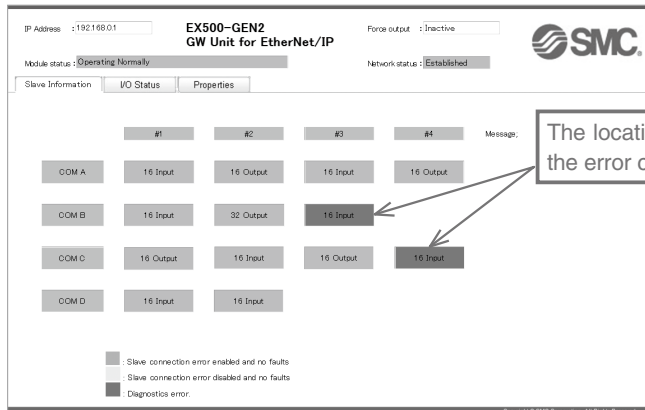 IP Address : 192.168.0.1
EX500-GEN2
GW Unit for EtherNet/IP
Force output : Inactive
SMC.
Module status : Operating Normally
Network status : Established
Slave Information I/O Status Properties
#1 #2 #3 #4 Message;
The locati
the error o
COM A 16 Input 16 Output 16 Input 16 Output
COM B 16 Input 32 Output 16 Input
COM C 16 Output 16 Input 16 Output 16 Input
COM D 16 Input 16 Input
: Slave connection error enabled and no faults
: Slave connection error disabled and no faults
: Diagnostics error.